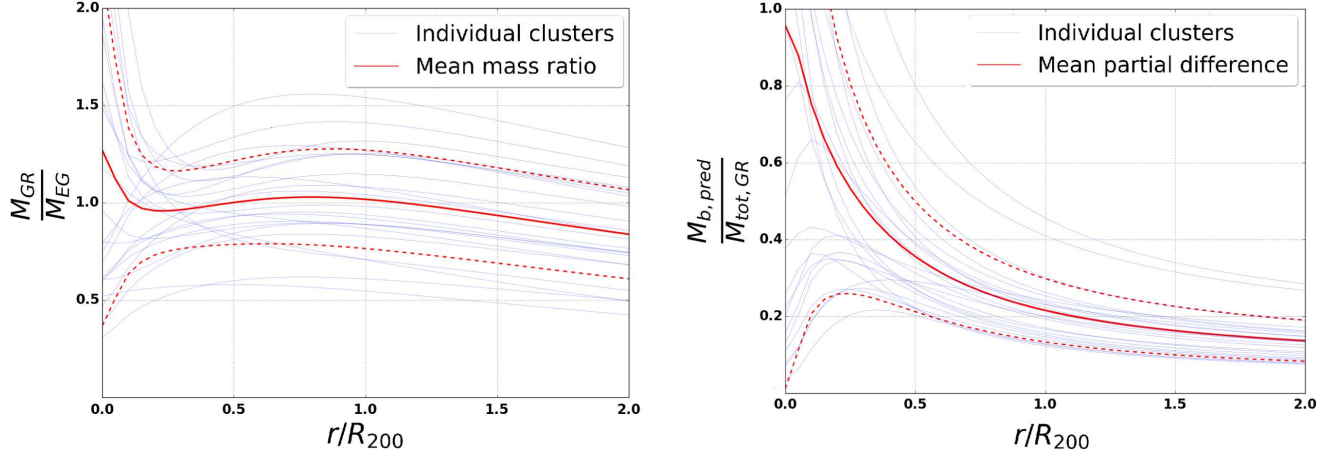 2.0
1.5
1.0
0.5
0.0 0.5 1.0 1.5 2.0
M_GR
M_EG
r/R_200
Individual clusters
Mean mass ratio
1.0
0.8
0.6
0.4
0.2
0.0 0.5 1.0 1.5 2.0
M_b,pred
M_tot,GR
r/R_200
Individual clusters
Mean partial difference